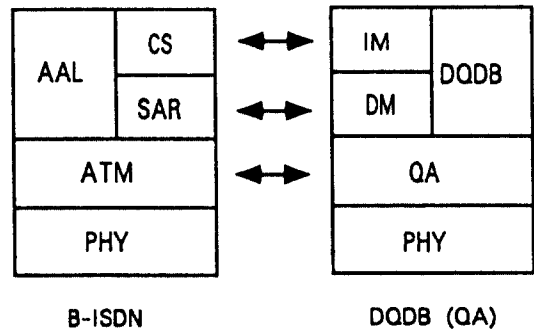 AAL
CS
SAR
ATM
PHY
B-ISDN
IM
DQDB
DM
QA
PHY
DQDB (QA)